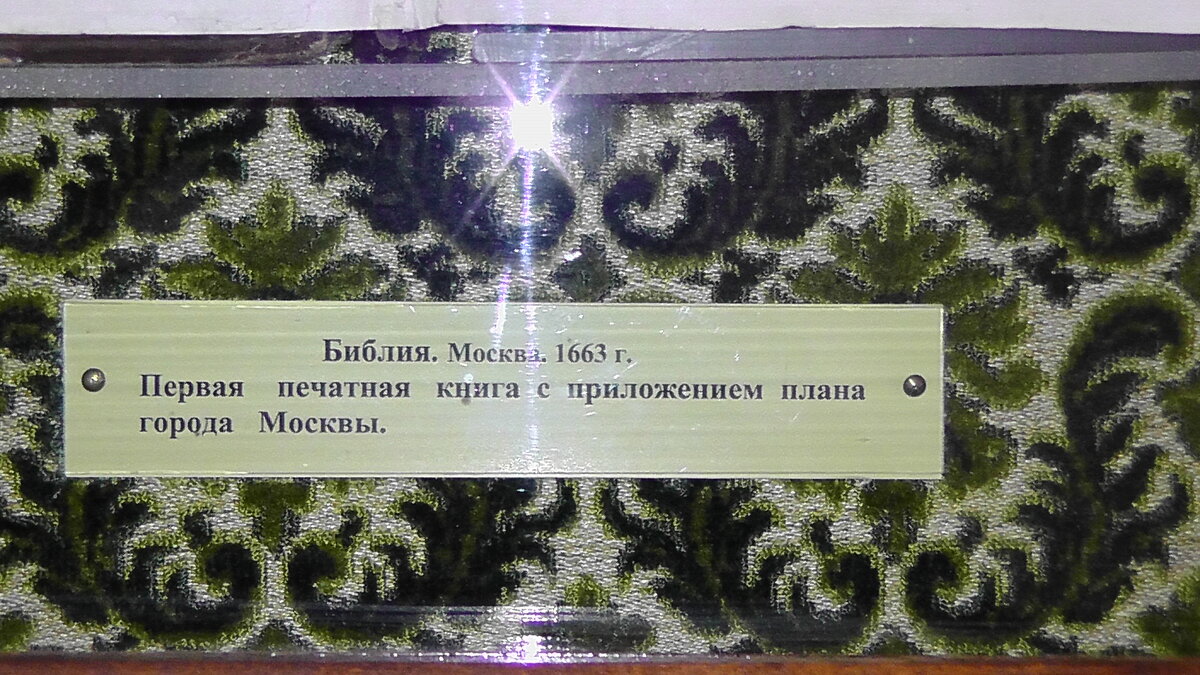 Библия. Москва. 1663 г.
Первая печатная книга с приложением плана
города Москвы.